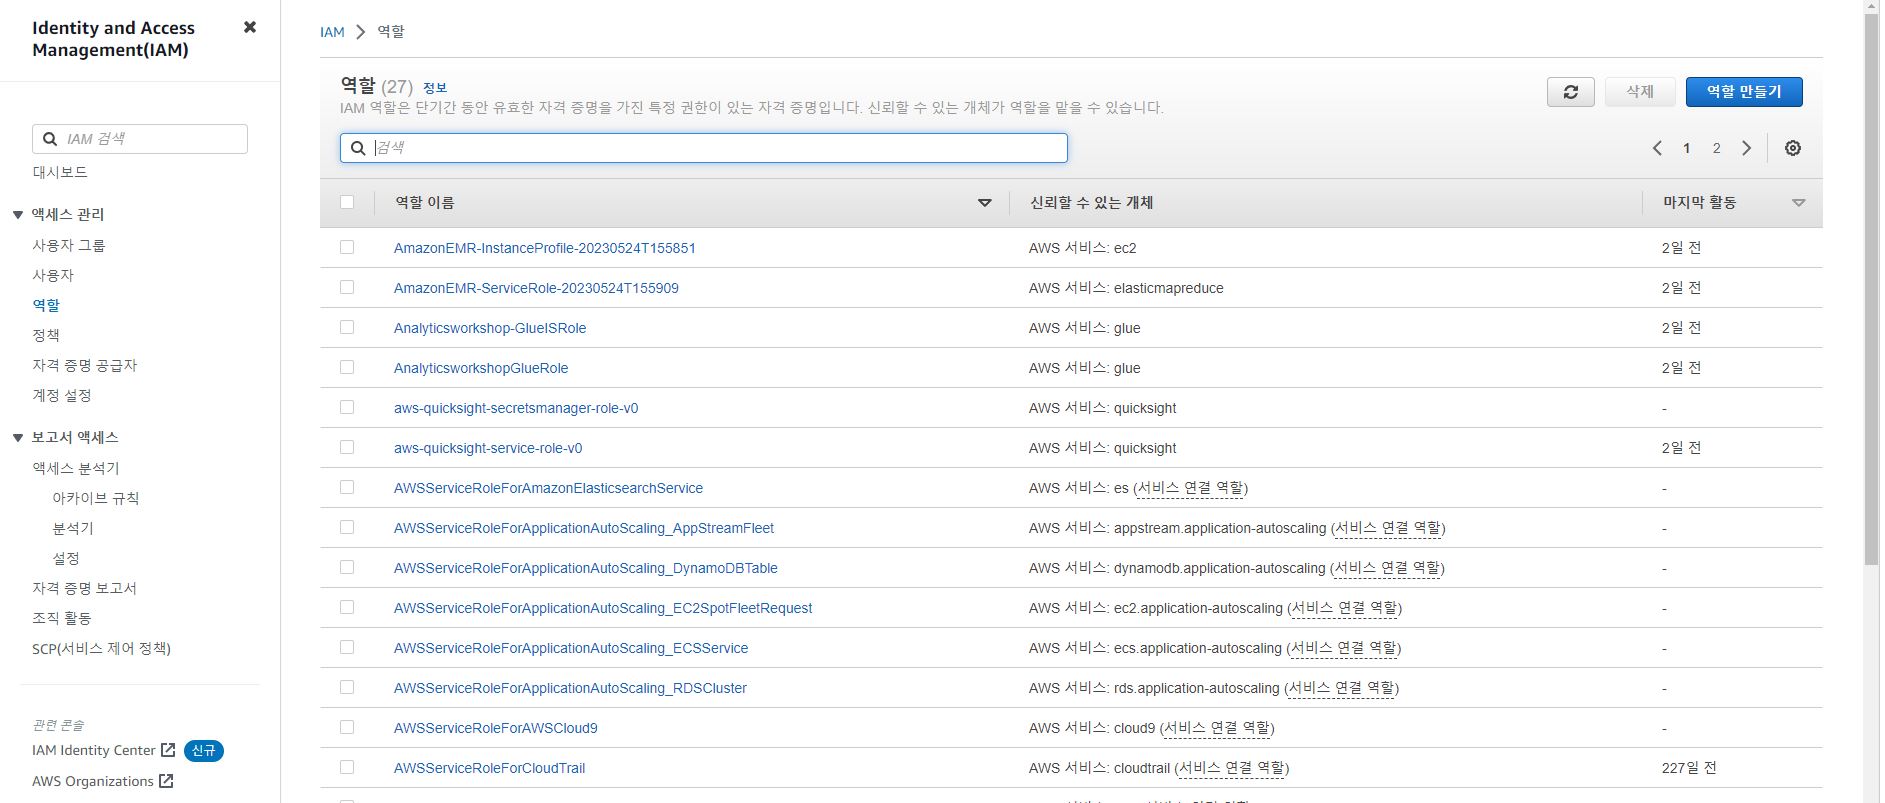 Identity and Access
Management(IAM)
IAM 검색
대시보드
액세스 관리
사용자 그룹
사용자
역할
정책
자격 증명 공급자
계정 설정
보고서 액세스
액세스 분석기
아카이브 규칙
분석기
설정
자격 증명 보고서
조직 활동
SCP(서비스 제어 정책)
관련 콘솔
IAM Identity Center 신규
AWS Organizations
IAM 역할
역할 (27) 정보
IAM 역할은 단기간 동안 유효한 자격 증명을 가진 특정 권한이 있는 자격 증명입니다. 신뢰할 수 있는 개체가 역할을 맡을 수 있습니다.
삭제 역할 만들기
검색
1 2
역할 이름 신뢰할 수 있는 개체 마지막 활동
AmazonEMR-InstanceProfile-20230524T155851 AWS 서비스: ec2 2일 전
AmazonEMR-ServiceRole-20230524T155909 AWS 서비스: elasticmapreduce 2일 전
Analyticsworkshop-GlueISRole AWS 서비스: glue 2일 전
AnalyticsworkshopGlueRole AWS 서비스: glue 2일 전
aws-quicksight-secretsmanager-role-v0 AWS 서비스: quicksight -
aws-quicksight-service-role-v0 AWS 서비스: quicksight 2일 전
AWSServiceRoleForAmazonElasticsearchService AWS 서비스: es (서비스 연결 역할) -
AWSServiceRoleForApplicationAutoScaling_AppStreamFleet AWS 서비스: appstream.application-autoscaling (서비스 연결 역할) -
AWSServiceRoleForApplicationAutoScaling_DynamoDBTable AWS 서비스: dynamodb.application-autoscaling (서비스 연결 역할) -
AWSServiceRoleForApplicationAutoScaling_EC2SpotFleetRequest AWS 서비스: ec2.application-autoscaling (서비스 연결 역할) -
AWSServiceRoleForApplicationAutoScaling_ECSService AWS 서비스: ecs.application-autoscaling (서비스 연결 역할) -
AWSServiceRoleForApplicationAutoScaling_RDSCluster AWS 서비스: rds.application-autoscaling (서비스 연결 역할) -
AWSServiceRoleForAWSCloud9 AWS 서비스: cloud9 (서비스 연결 역할) -
AWSServiceRoleForCloudTrail AWS 서비스: cloudtrail (서비스 연결 역할) 227일 전